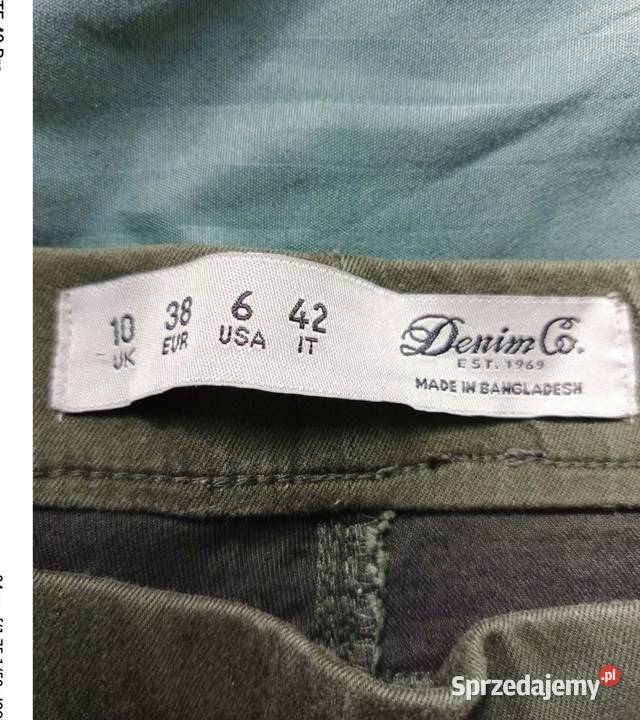 10 38 6 42
UK EUR USA IT
Denim Co.
EST. 1969
MADE IN BANGLADESH
Sprzedajemy.pl